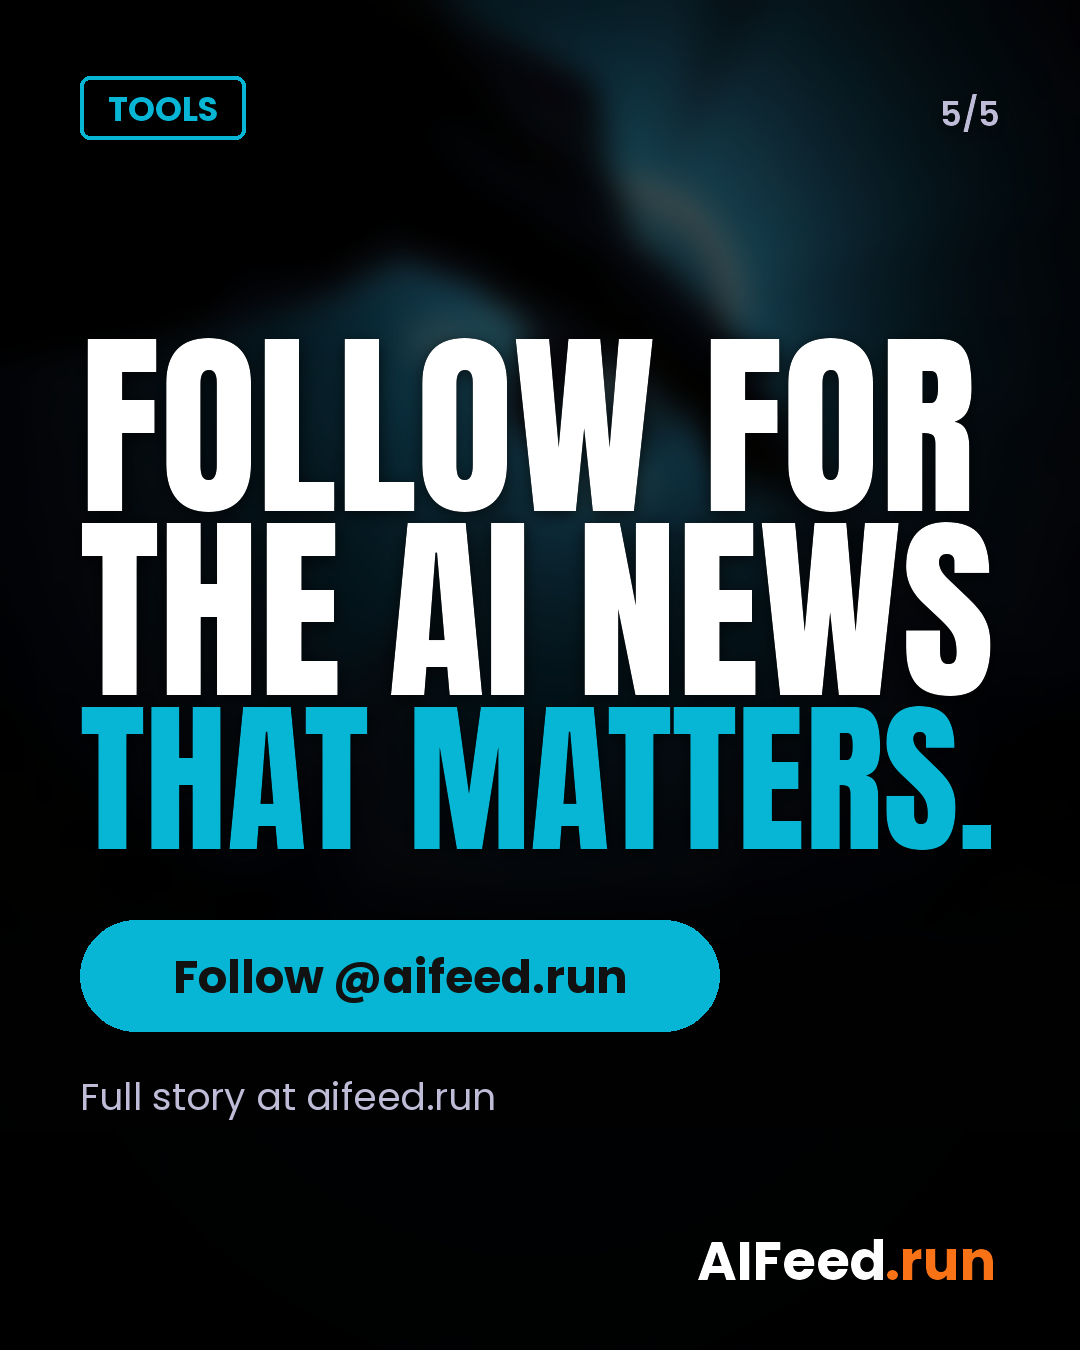 TOOLS
5/5
FOLLOW FOR
THE AI NEWS
THAT MATTERS.
Follow @aifeed.run
Full story at aifeed.run
AIFeed.run